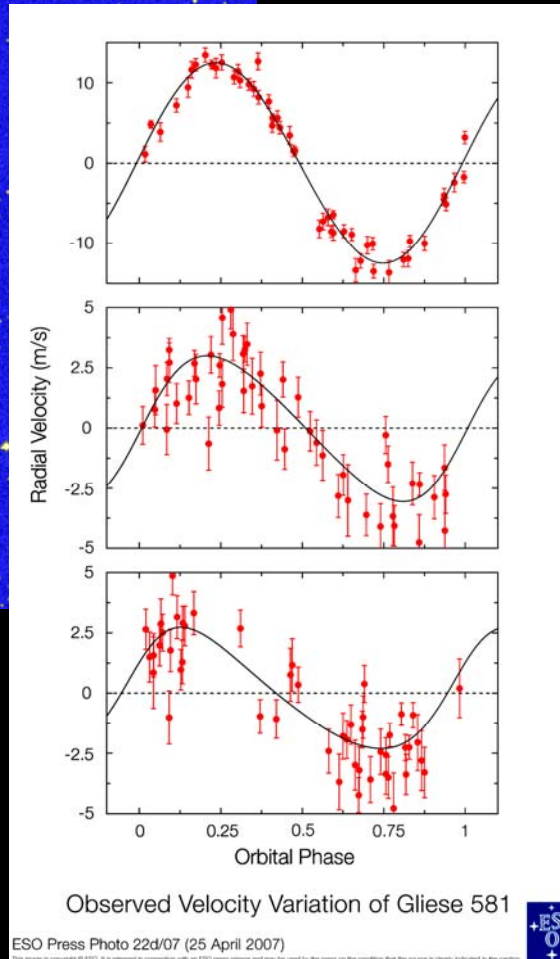 10
0
-10
5
2.5
0
-2.5
-5
5
2.5
0
-2.5
-5
Radial Velocity (m/s)
0 0.25 0.5 0.75 1
Orbital Phase
Observed Velocity Variation of Gliese 581
ESO Press Photo 22d/07 (25 April 2007)
ES
O